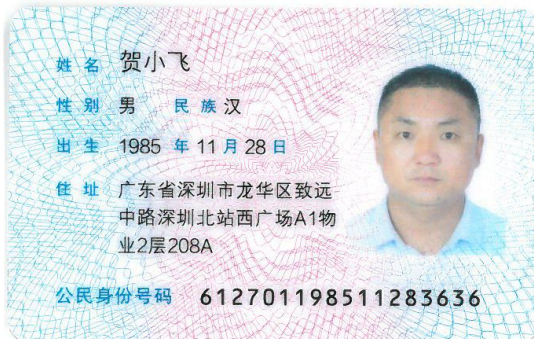 姓名 贺小飞
性别 男 民族 汉
出生 1985 年 11 月 28 日
住址 广东省深圳市龙华区致远
中路深圳北站西广场A1物
业2层208A
公民身份号码 612701198511283636